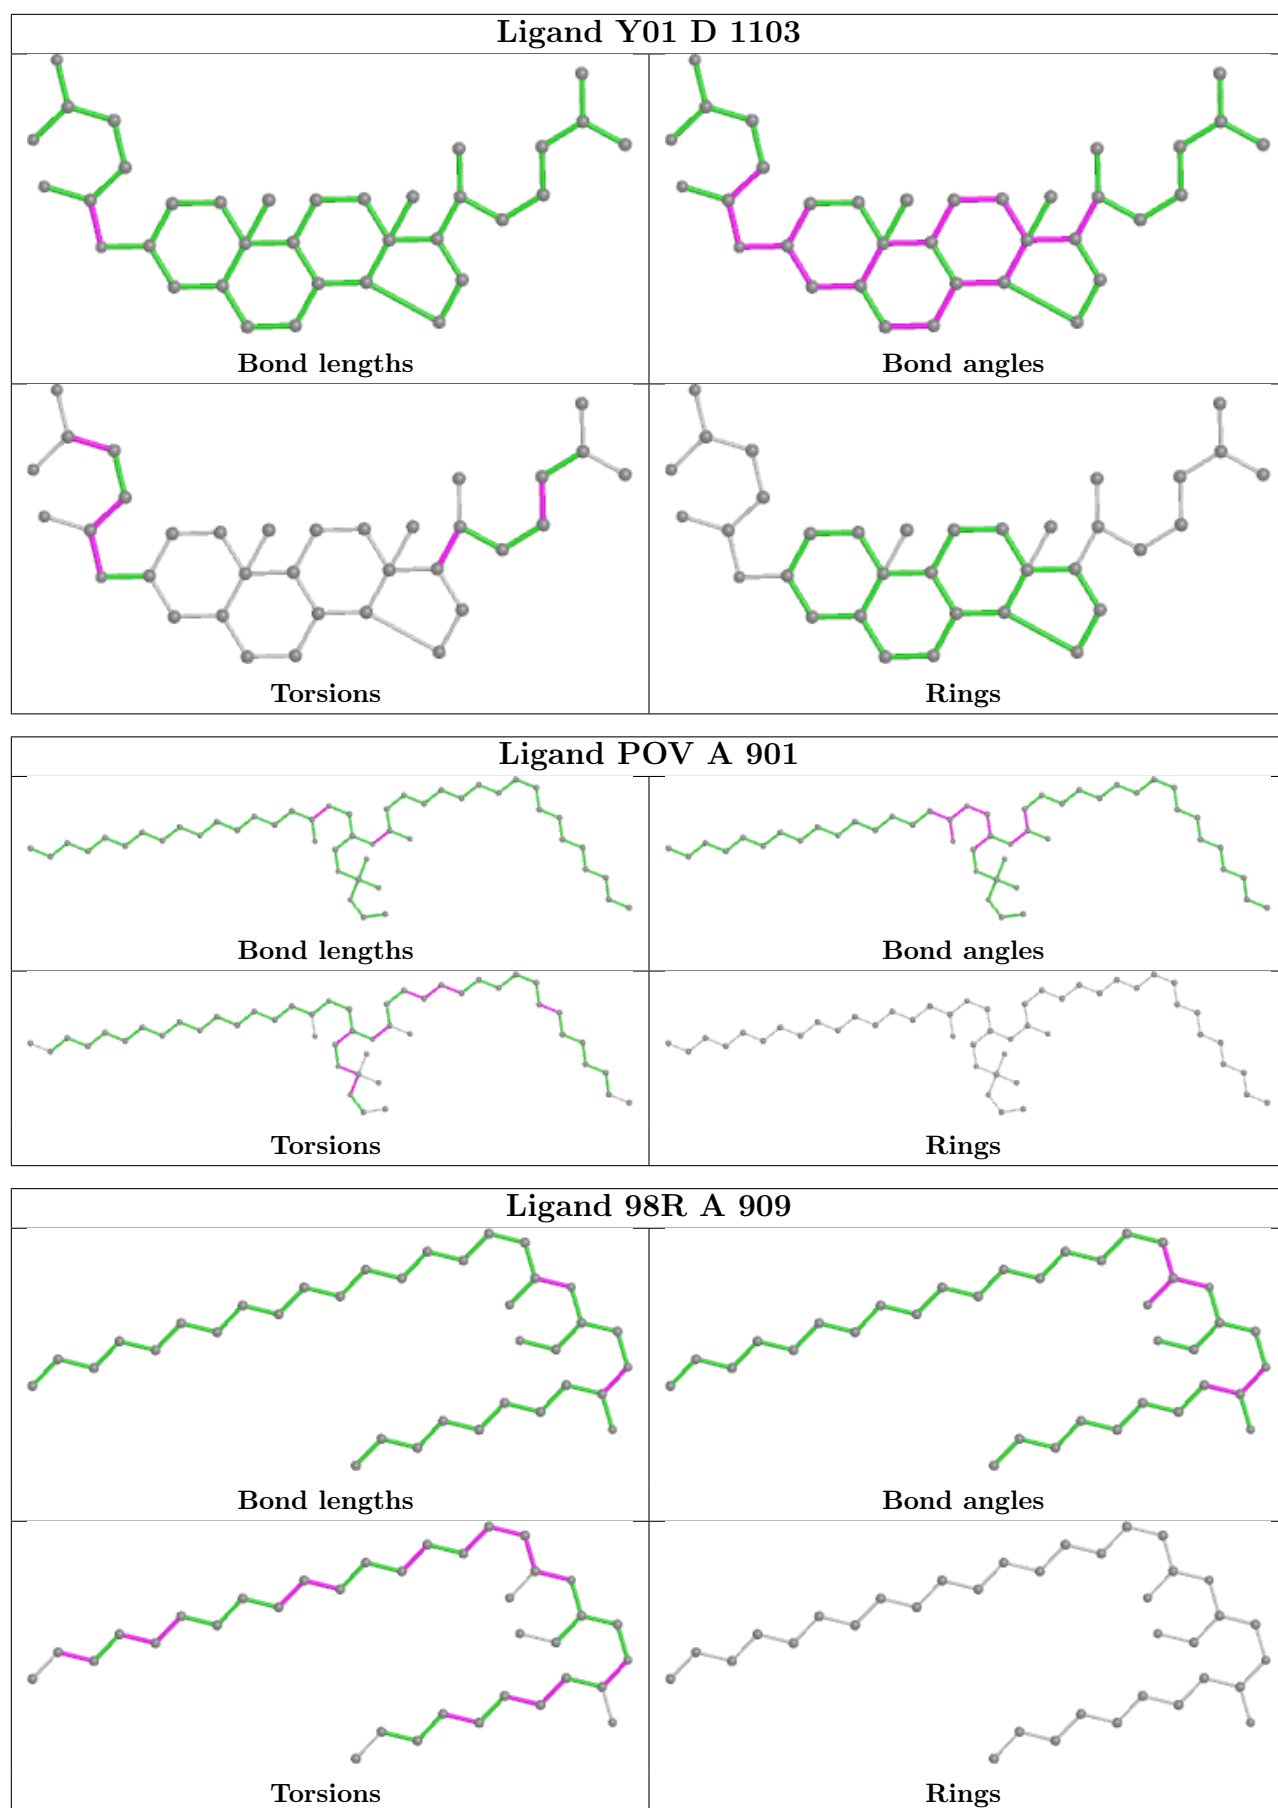 Ligand Y01 D 1103
Bond lengths
Bond angles
Torsions
Rings
Ligand POV A 901
Bond lengths
Bond angles
Torsions
Rings
Ligand 98R A 909
Bond lengths
Bond angles
Torsions
Rings